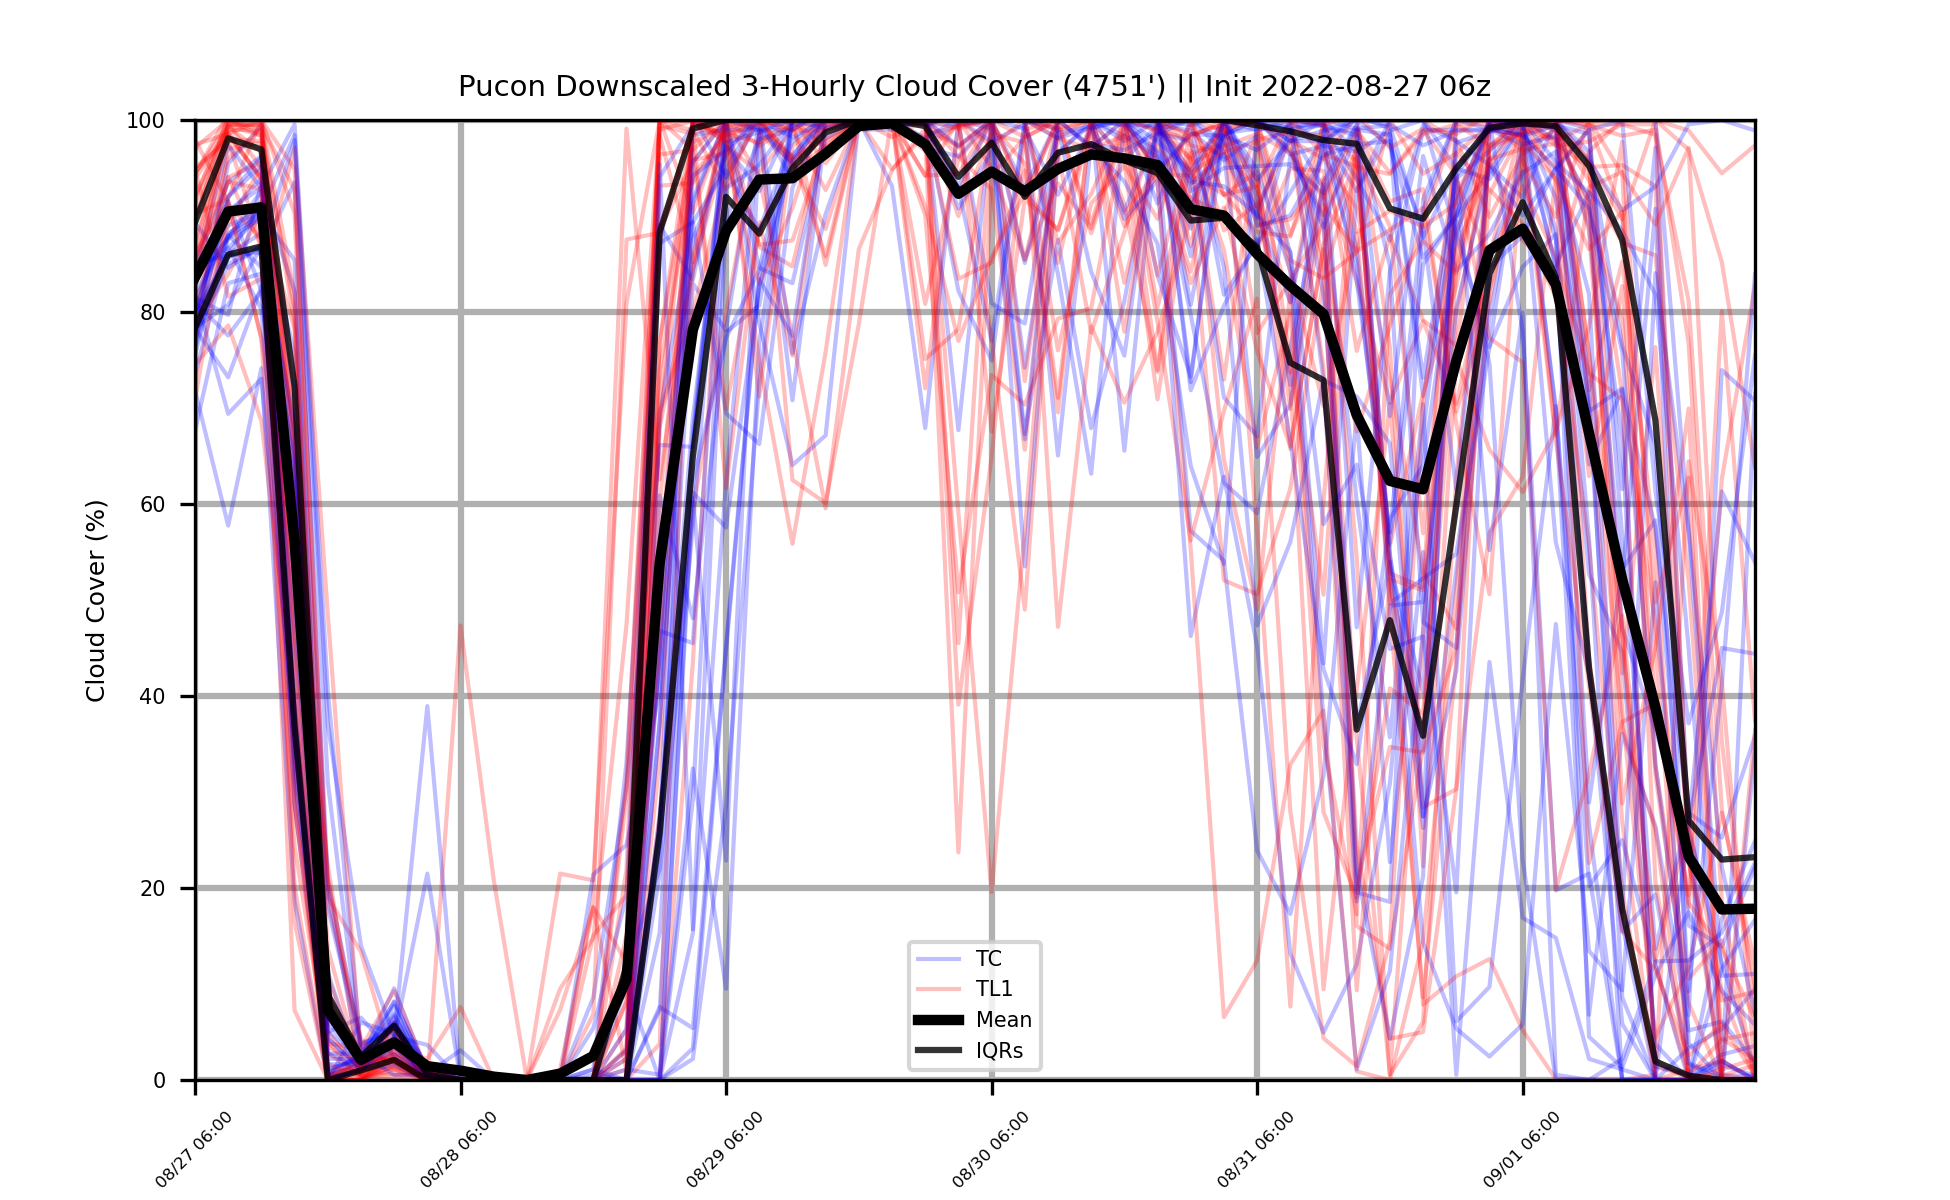 Pucon Downscaled 3-Hourly Cloud Cover (4751') || Init 2022-08-27 06z
Cloud Cover (%)
100
80
60
40
20
0
TC
TL1
Mean
IQRs
08/27 06:00
08/28 06:00
08/29 06:00
08/30 06:00
08/31 06:00
09/01 06:00